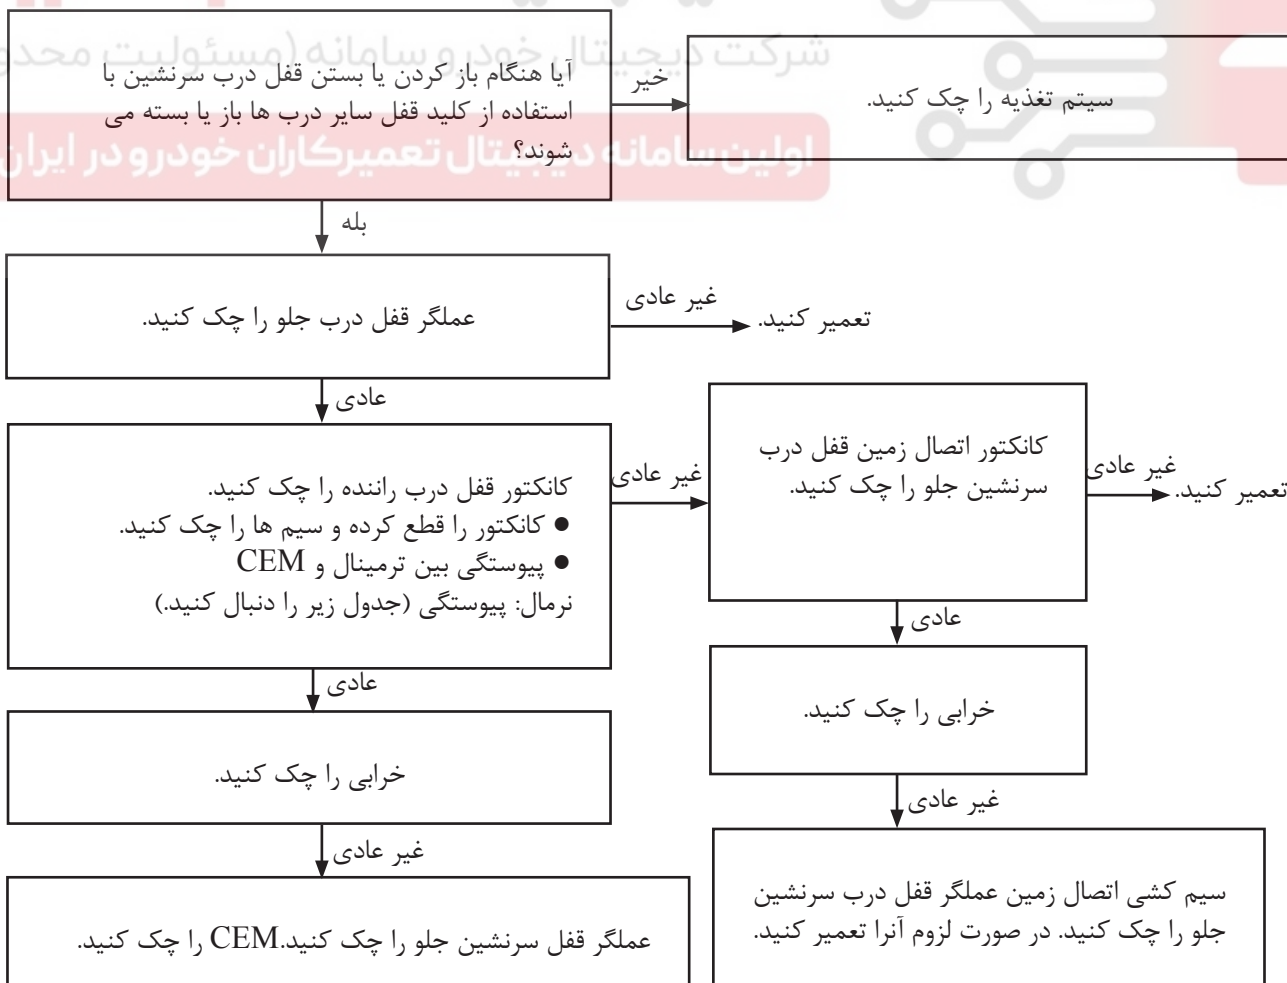 شرکت دیجیتال خودرو سامانه (مسئولیت محدو
اولین سامانه دیجیتال تعمیرکاران خودرو در ایران
آیا هنگام باز کردن یا بستن قفل درب سرنشین با
استفاده از کلید قفل سایر درب ها باز یا بسته می
شوند؟
خیر
سیتم تغذیه را چک کنید.
بله
عملگر قفل درب جلو را چک کنید.
غیر عادی
تعمیر کنید.
عادی
کانکتور قفل درب راننده را چک کنید.
● کانکتور را قطع کرده و سیم ها را چک کنید.
● پیوستگی بین ترمینال و CEM
نرمال: پیوستگی (جدول زیر را دنبال کنید.)
غیر عادی
کانکتور اتصال زمین قفل درب
سرنشین جلو را چک کنید.
غیر عادی
تعمیر کنید.
عادی
خرابی را چک کنید.
عادی
خرابی را چک کنید.
غیر عادی
سیم کشی اتصال زمین عملگر قفل درب سرنشین
جلو را چک کنید. در صورت لزوم آنرا تعمیر کنید.
غیر عادی
عملگر قفل سرنشین جلو را چک کنید.CEM را چک کنید.